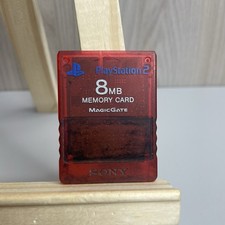 PlayStation 2
8MB
MEMORY CARD
MAGICGATE
SONY